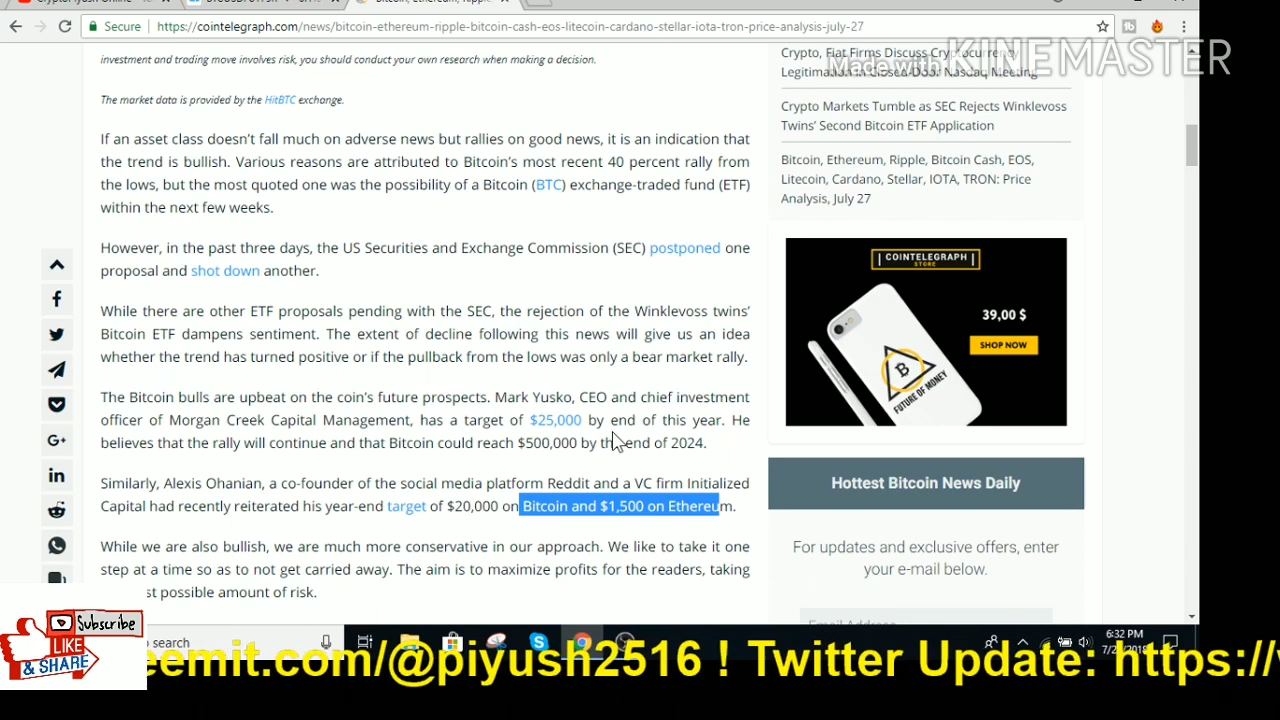 Secure
https://cointelegraph.com/news/bitcoin-ethereum-ripple-bitcoin-cash-eos-litecoin-cardano-stellar-iota-tron-price-analysis-july-27
Made with KINEMASTER
investment and trading move involves risk, you should conduct your own research when making a decision.
The market data is provided by the HitBTC exchange.
If an asset class doesn’t fall much on adverse news but rallies on good news, it is an indication that
the trend is bullish. Various reasons are attributed to Bitcoin’s most recent 40 percent rally from
the lows, but the most quoted one was the possibility of a Bitcoin (BTC) exchange-traded fund (ETF)
within the next few weeks.
However, in the past three days, the US Securities and Exchange Commission (SEC) postponed one
proposal and shot down another.
While there are other ETF proposals pending with the SEC, the rejection of the Winklevoss twins’
Bitcoin ETF dampens sentiment. The extent of decline following this news will give us an idea
whether the trend has turned positive or if the pullback from the lows was only a bear market rally.
The Bitcoin bulls are upbeat on the coin’s future prospects. Mark Yusko, CEO and chief investment
officer of Morgan Creek Capital Management, has a target of $25,000 by end of this year. He
believes that the rally will continue and that Bitcoin could reach $500,000 by the end of 2024.
Similarly, Alexis Ohanian, a co-founder of the social media platform Reddit and a VC firm Initialized
Capital had recently reiterated his year-end target of $20,000 on Bitcoin and $1,500 on Ethereum.
While we are also bullish, we are much more conservative in our approach. We like to take it one
step at a time so as to not get carried away. The aim is to maximize profits for the readers, taking
st possible amount of risk.
Crypto, Fiat Firms Discuss Cryptocurrency
Legitimation in Closed-Door Nasdaq Meeting
Crypto Markets Tumble as SEC Rejects Winklevoss
Twins’ Second Bitcoin ETF Application
Bitcoin, Ethereum, Ripple, Bitcoin Cash, EOS,
Litecoin, Cardano, Stellar, IOTA, TRON: Price
Analysis, July 27
COINTELEGRAPH
STORE
39,00 $
SHOP NOW
FUTURE OF MONEY
Hottest Bitcoin News Daily
For updates and exclusive offers, enter
your e-mail below.
Email Address
Subscribe
LIKE
& SHARE
search
6:32 PM
eemit.com/@piyush2516 ! Twitter Update: https://